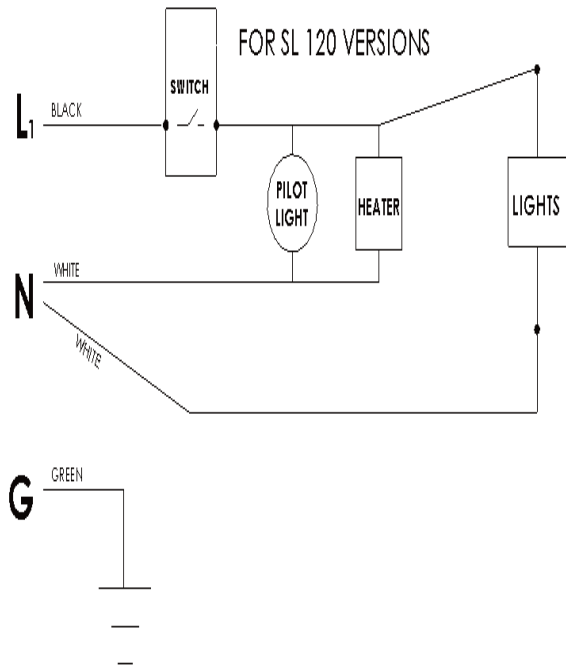 FOR SL 120 VERSIONS
SWITCH
L1
BLACK
PILOT
LIGHT
HEATER
LIGHTS
WHITE
N
WHITE
GREEN
G